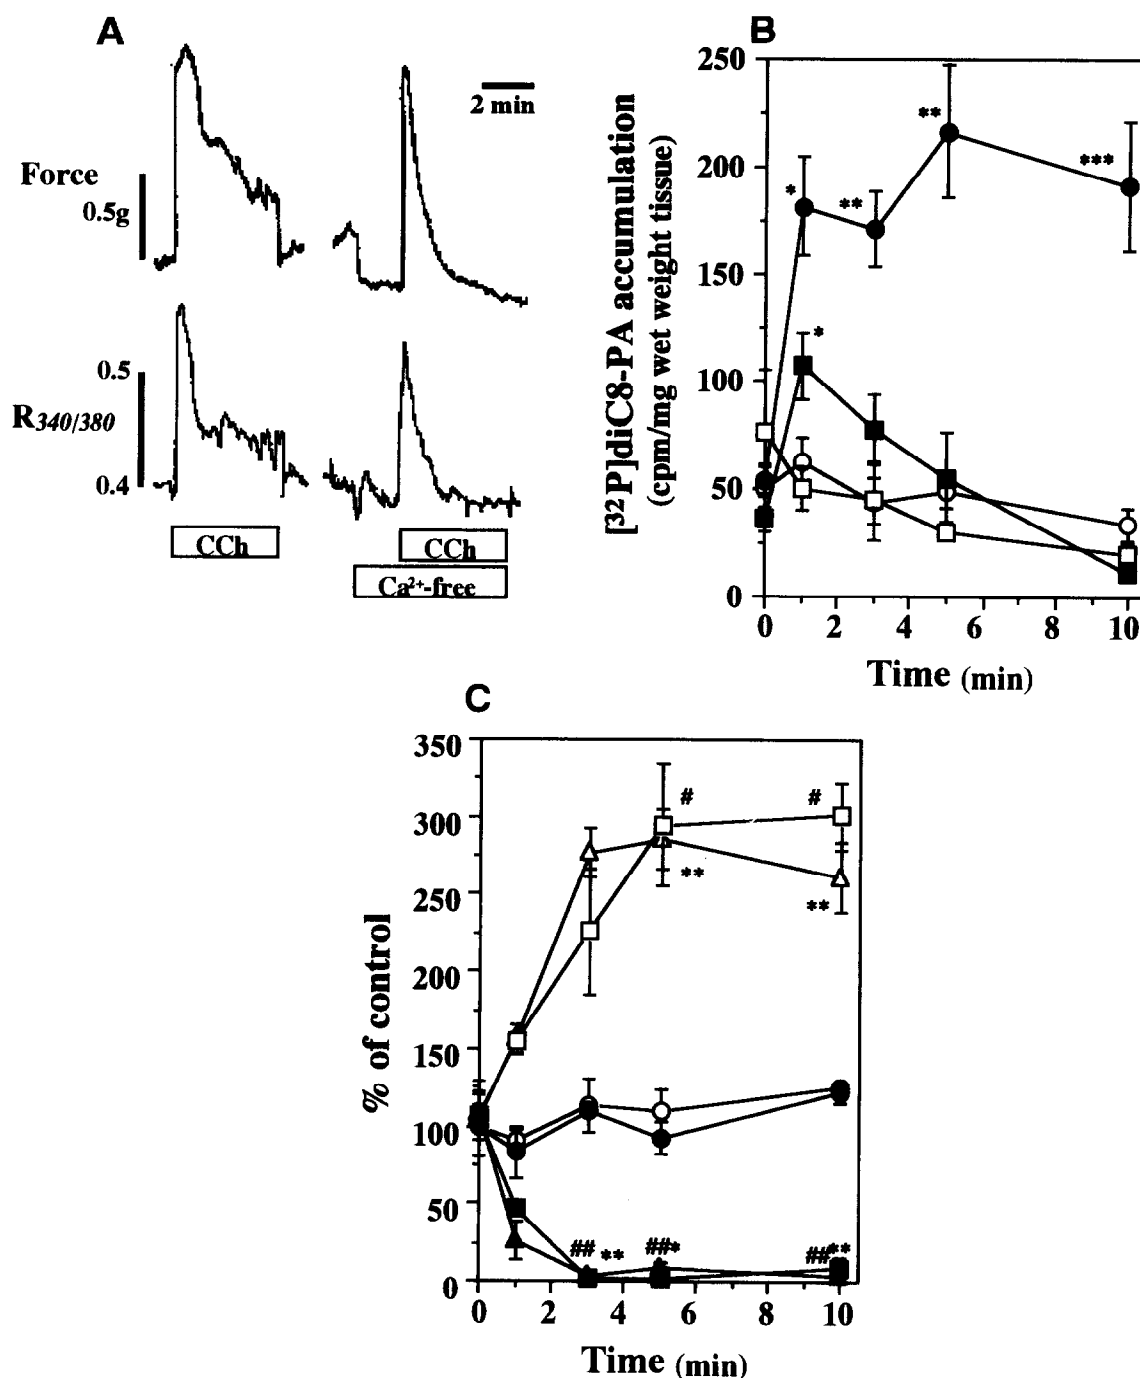 A
Force
0.5g
2 min
0.5
R340/380
0.4
CCh
CCh
Ca²⁺-free
B
[³²P]diC8-PA accumulation
(cpm/mg wet weight tissue)
250
200
150
100
50
0
*
**
**
***
*
0 2 4 6 8 10
Time (min)
C
% of control
350
300
250
200
150
100
50
0
#
#
**
**
## **
##*
##**
0 2 4 6 8 10
Time (min)